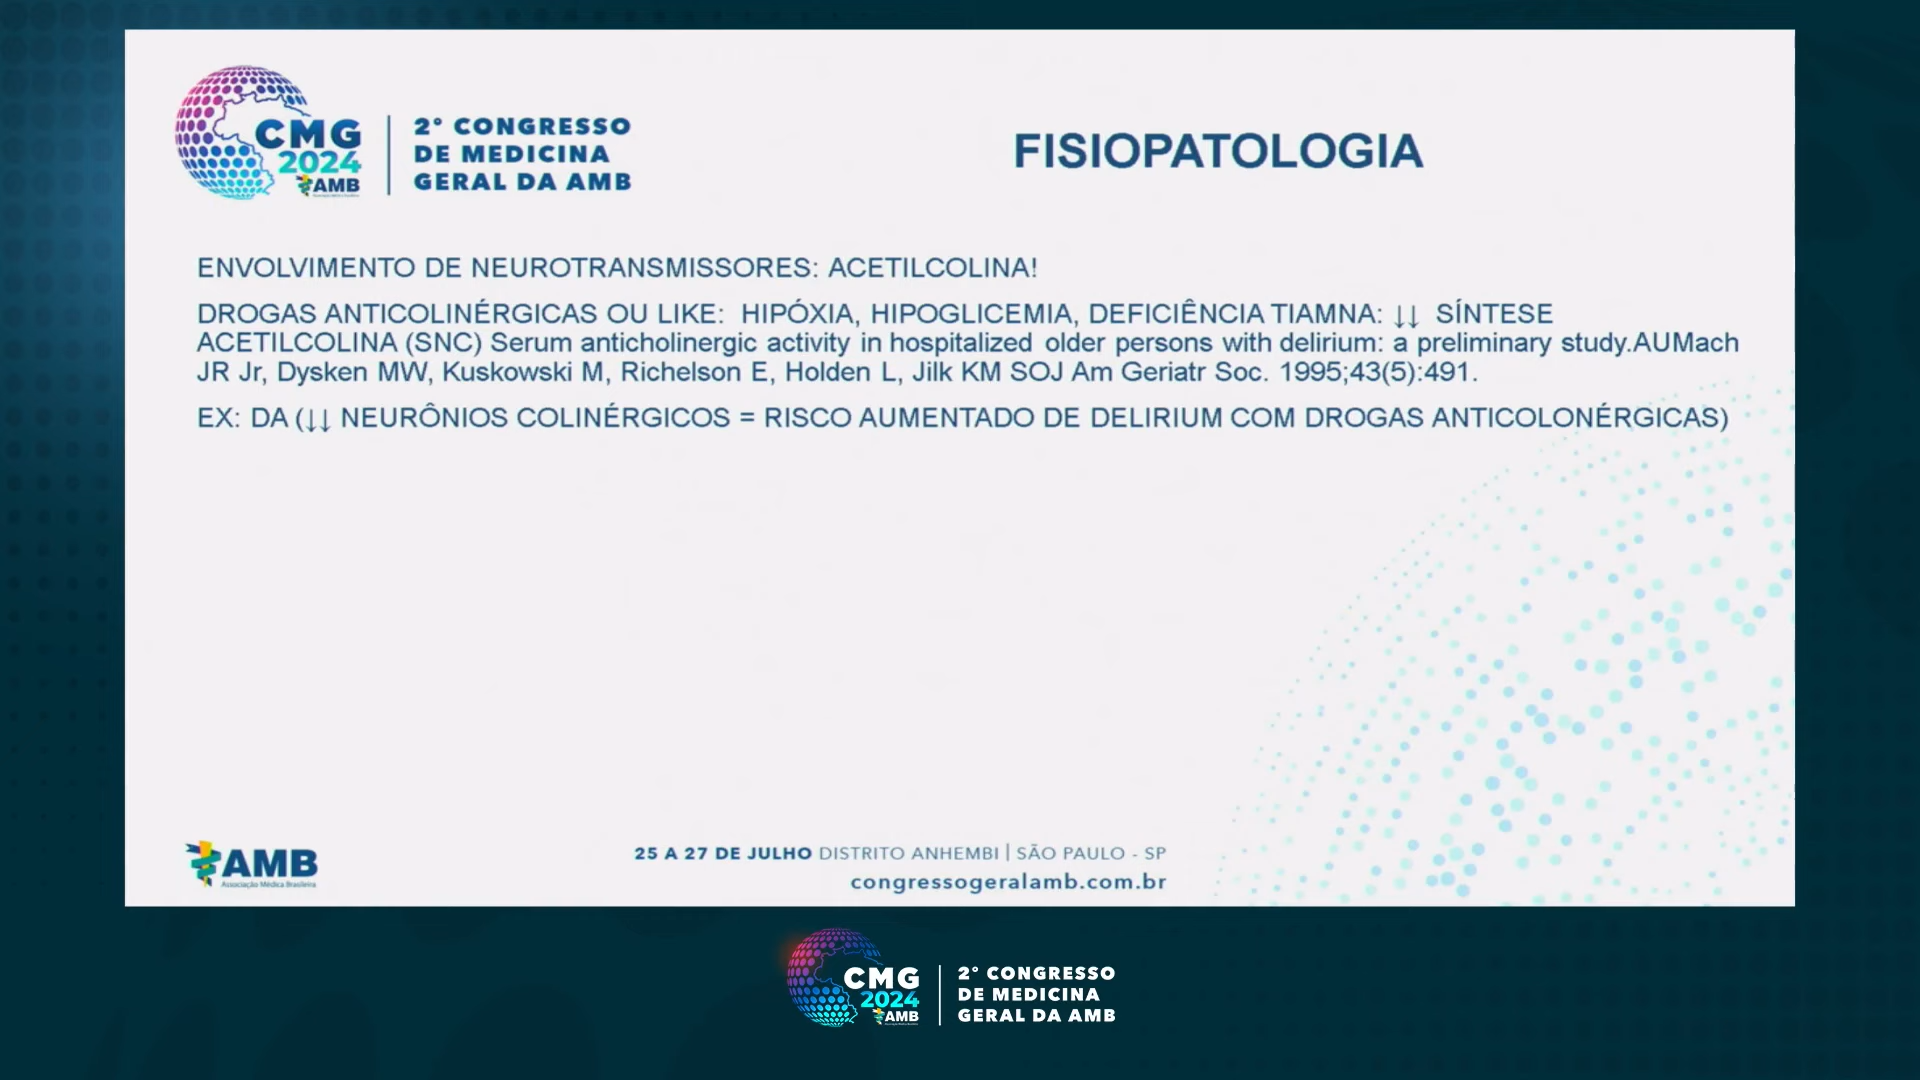 CMG
2024
AMB
2° CONGRESSO
DE MEDICINA
GERAL DA AMB
FISIOPATOLOGIA
ENVOLVIMENTO DE NEUROTRANSMISSORES: ACETILCOLINA!
DROGAS ANTICOLINÉRGICAS OU LIKE: HIPÓXIA, HIPOGLICEMIA, DEFICIÊNCIA TIAMNA: ↓↓ SÍNTESE
ACETILCOLINA (SNC) Serum anticholinergic activity in hospitalized older persons with delirium: a preliminary study.AUMach
JR Jr, Dysken MW, Kuskowski M, Richelson E, Holden L, Jilk KM SOJ Am Geriatr Soc. 1995;43(5):491.
EX: DA (↓↓ NEURÔNIOS COLINÉRGICOS = RISCO AUMENTADO DE DELIRIUM COM DROGAS ANTICOLONÉRGICAS)
AMB
Associação Médica Brasileira
25 A 27 DE JULHO DISTRITO ANHEMBI | SÃO PAULO - SP
congressogeralamb.com.br
CMG
2024
AMB
2° CONGRESSO
DE MEDICINA
GERAL DA AMB